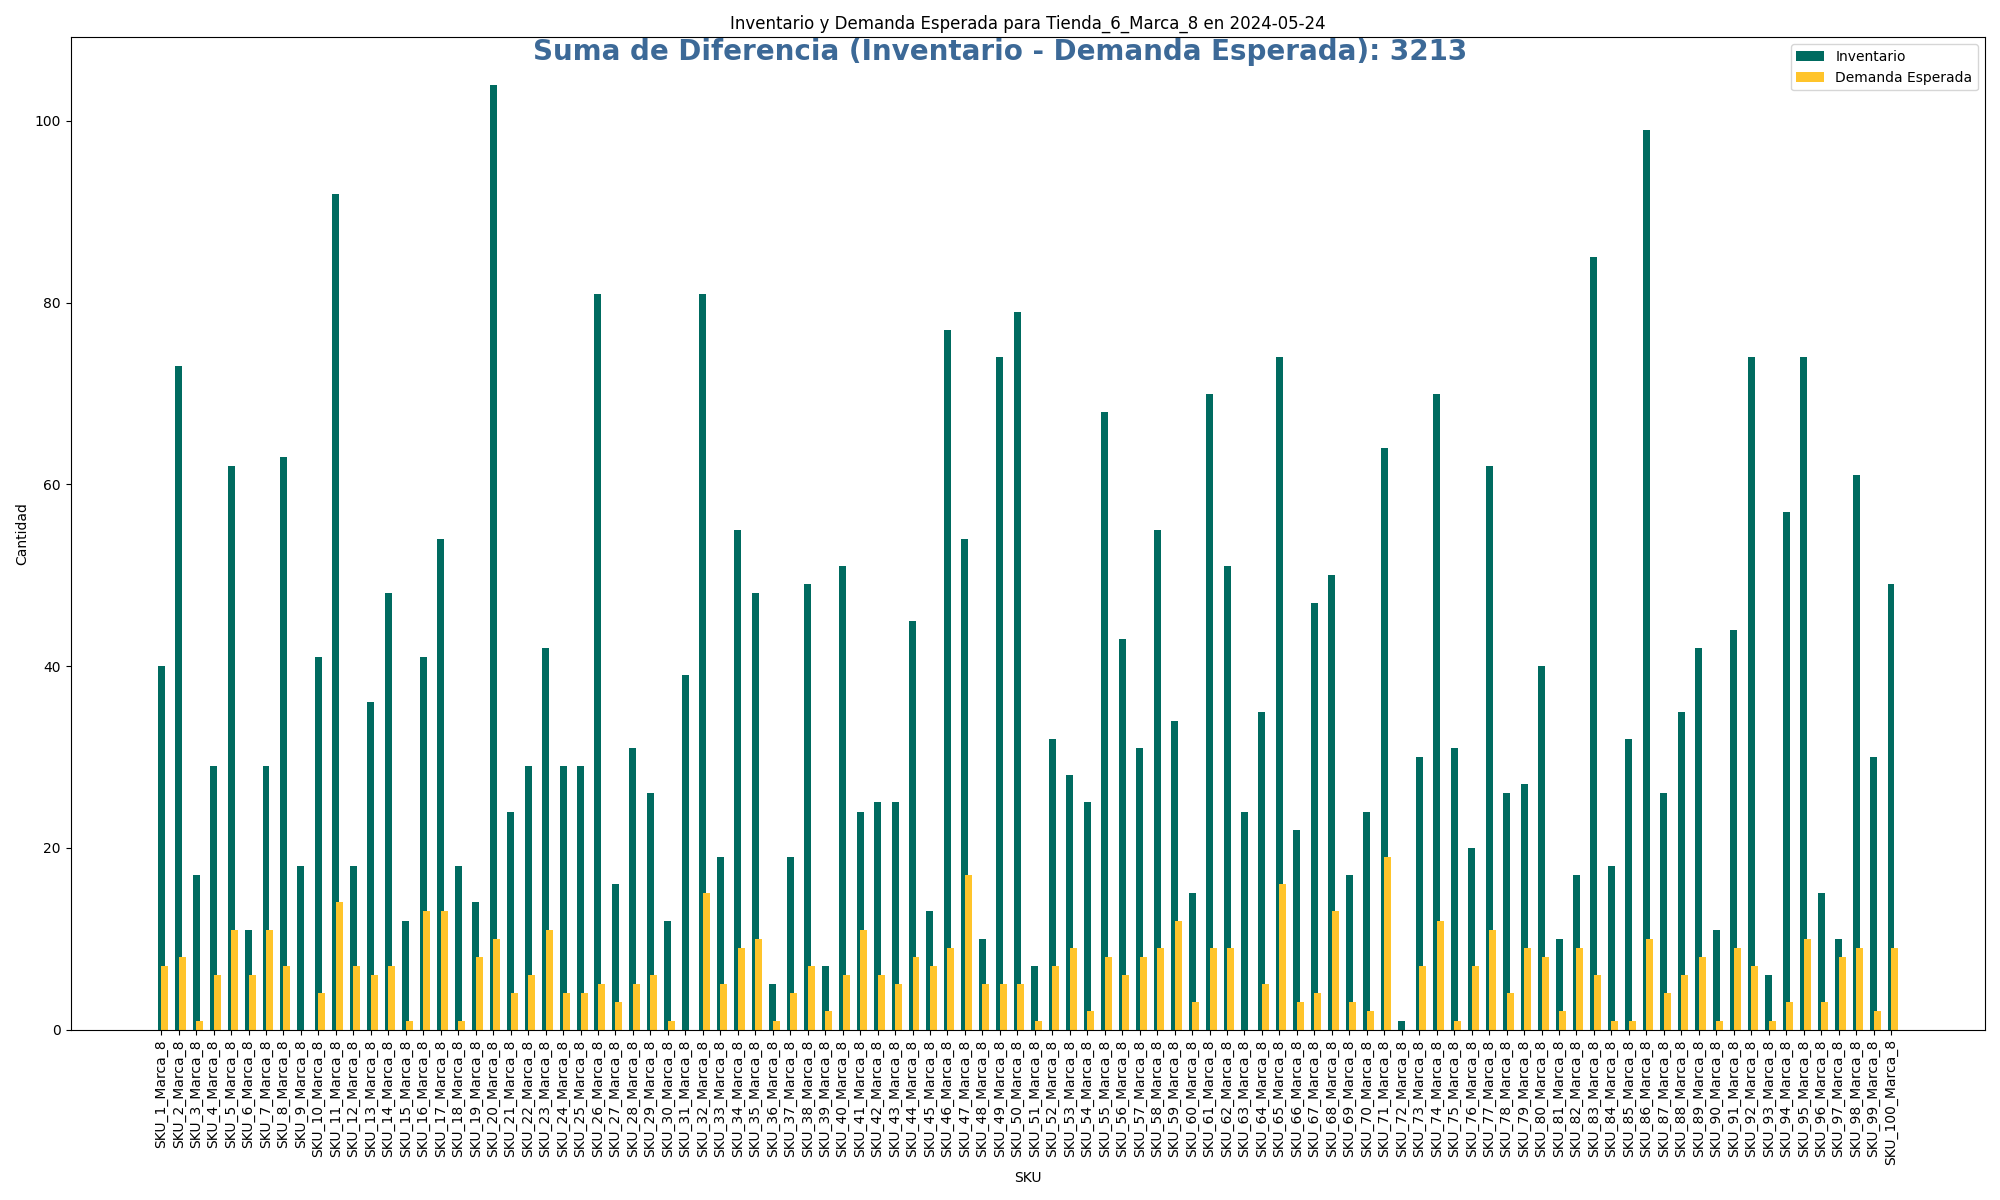 Inventario y Demanda Esperada para Tienda_6_Marca_8 en 2024-05-24
Suma de Diferencia (Inventario - Demanda Esperada): 3213
Inventario
Demanda Esperada
100
80
60
40
20
0
Cantidad
SKU_1_Marca_8
SKU_2_Marca_8
SKU_3_Marca_8
SKU_4_Marca_8
SKU_5_Marca_8
SKU_6_Marca_8
SKU_7_Marca_8
SKU_8_Marca_8
SKU_9_Marca_8
SKU_10_Marca_8
SKU_11_Marca_8
SKU_12_Marca_8
SKU_13_Marca_8
SKU_14_Marca_8
SKU_15_Marca_8
SKU_16_Marca_8
SKU_17_Marca_8
SKU_18_Marca_8
SKU_19_Marca_8
SKU_20_Marca_8
SKU_21_Marca_8
SKU_22_Marca_8
SKU_23_Marca_8
SKU_24_Marca_8
SKU_25_Marca_8
SKU_26_Marca_8
SKU_27_Marca_8
SKU_28_Marca_8
SKU_29_Marca_8
SKU_30_Marca_8
SKU_31_Marca_8
SKU_32_Marca_8
SKU_33_Marca_8
SKU_34_Marca_8
SKU_35_Marca_8
SKU_36_Marca_8
SKU_37_Marca_8
SKU_38_Marca_8
SKU_39_Marca_8
SKU_40_Marca_8
SKU_41_Marca_8
SKU_42_Marca_8
SKU_43_Marca_8
SKU_44_Marca_8
SKU_45_Marca_8
SKU_46_Marca_8
SKU_47_Marca_8
SKU_48_Marca_8
SKU_49_Marca_8
SKU_50_Marca_8
SKU_51_Marca_8
SKU_52_Marca_8
SKU_53_Marca_8
SKU_54_Marca_8
SKU_55_Marca_8
SKU_56_Marca_8
SKU_57_Marca_8
SKU_58_Marca_8
SKU_59_Marca_8
SKU_60_Marca_8
SKU_61_Marca_8
SKU_62_Marca_8
SKU_63_Marca_8
SKU_64_Marca_8
SKU_65_Marca_8
SKU_66_Marca_8
SKU_67_Marca_8
SKU_68_Marca_8
SKU_69_Marca_8
SKU_70_Marca_8
SKU_71_Marca_8
SKU_72_Marca_8
SKU_73_Marca_8
SKU_74_Marca_8
SKU_75_Marca_8
SKU_76_Marca_8
SKU_77_Marca_8
SKU_78_Marca_8
SKU_79_Marca_8
SKU_80_Marca_8
SKU_81_Marca_8
SKU_82_Marca_8
SKU_83_Marca_8
SKU_84_Marca_8
SKU_85_Marca_8
SKU_86_Marca_8
SKU_87_Marca_8
SKU_88_Marca_8
SKU_89_Marca_8
SKU_90_Marca_8
SKU_91_Marca_8
SKU_92_Marca_8
SKU_93_Marca_8
SKU_94_Marca_8
SKU_95_Marca_8
SKU_96_Marca_8
SKU_97_Marca_8
SKU_98_Marca_8
SKU_99_Marca_8
SKU_100_Marca_8
SKU